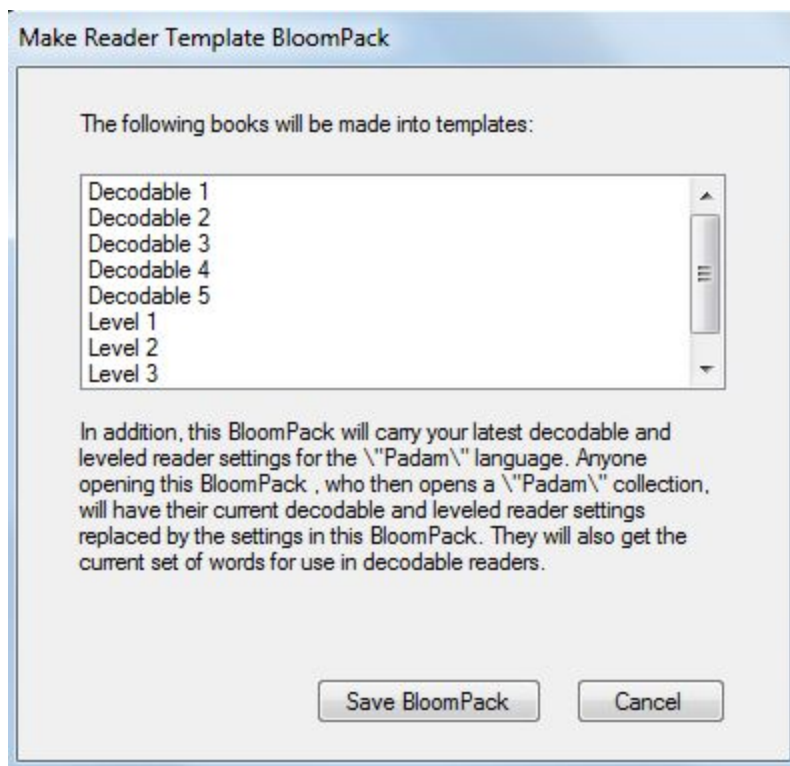 Make Reader Template BloomPack
The following books will be made into templates:
Decodable 1
Decodable 2
Decodable 3
Decodable 4
Decodable 5
Level 1
Level 2
Level 3
In addition, this BloomPack will carry your latest decodable and
leveled reader settings for the \"Padam\" language. Anyone
opening this BloomPack , who then opens a \"Padam\" collection,
will have their current decodable and leveled reader settings
replaced by the settings in this BloomPack. They will also get the
current set of words for use in decodable readers.
Save BloomPack Cancel